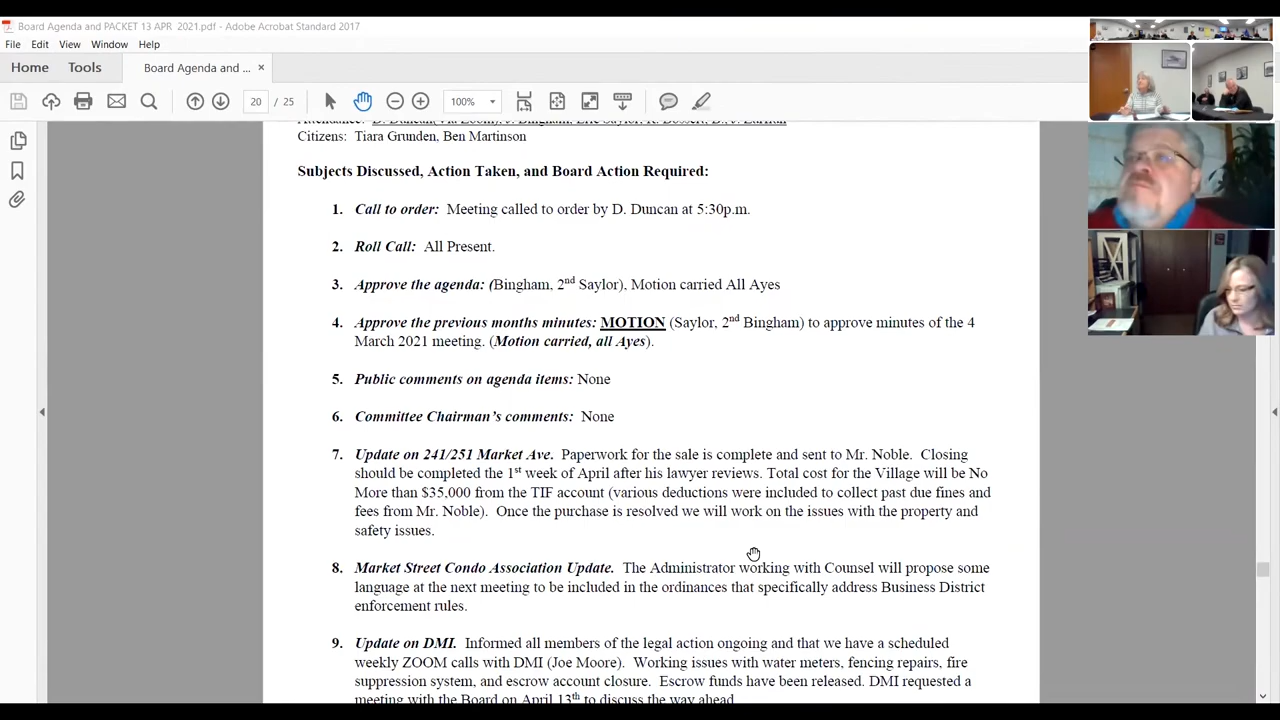 Board Agenda and PACKET 13 APR 2021.pdf - Adobe Acrobat Standard 2017
File Edit View Window Help
Home Tools Board Agenda and ... ×
20 / 25 100%
Citizens: Tiara Grunden, Ben Martinson
Subjects Discussed, Action Taken, and Board Action Required:
1. Call to order: Meeting called to order by D. Duncan at 5:30p.m.
2. Roll Call: All Present.
3. Approve the agenda: (Bingham, 2nd Saylor), Motion carried All Ayes
4. Approve the previous months minutes: MOTION (Saylor, 2nd Bingham) to approve minutes of the 4
March 2021 meeting. (Motion carried, all Ayes).
5. Public comments on agenda items: None
6. Committee Chairman's comments: None
7. Update on 241/251 Market Ave. Paperwork for the sale is complete and sent to Mr. Noble. Closing
should be completed the 1st week of April after his lawyer reviews. Total cost for the Village will be No
More than $35,000 from the TIF account (various deductions were included to collect past due fines and
fees from Mr. Noble). Once the purchase is resolved we will work on the issues with the property and
safety issues.
8. Market Street Condo Association Update. The Administrator working with Counsel will propose some
language at the next meeting to be included in the ordinances that specifically address Business District
enforcement rules.
9. Update on DMI. Informed all members of the legal action ongoing and that we have a scheduled
weekly ZOOM calls with DMI (Joe Moore). Working issues with water meters, fencing repairs, fire
suppression system, and escrow account closure. Escrow funds have been released. DMI requested a
meeting with the Board on April 13th to discuss the way ahead